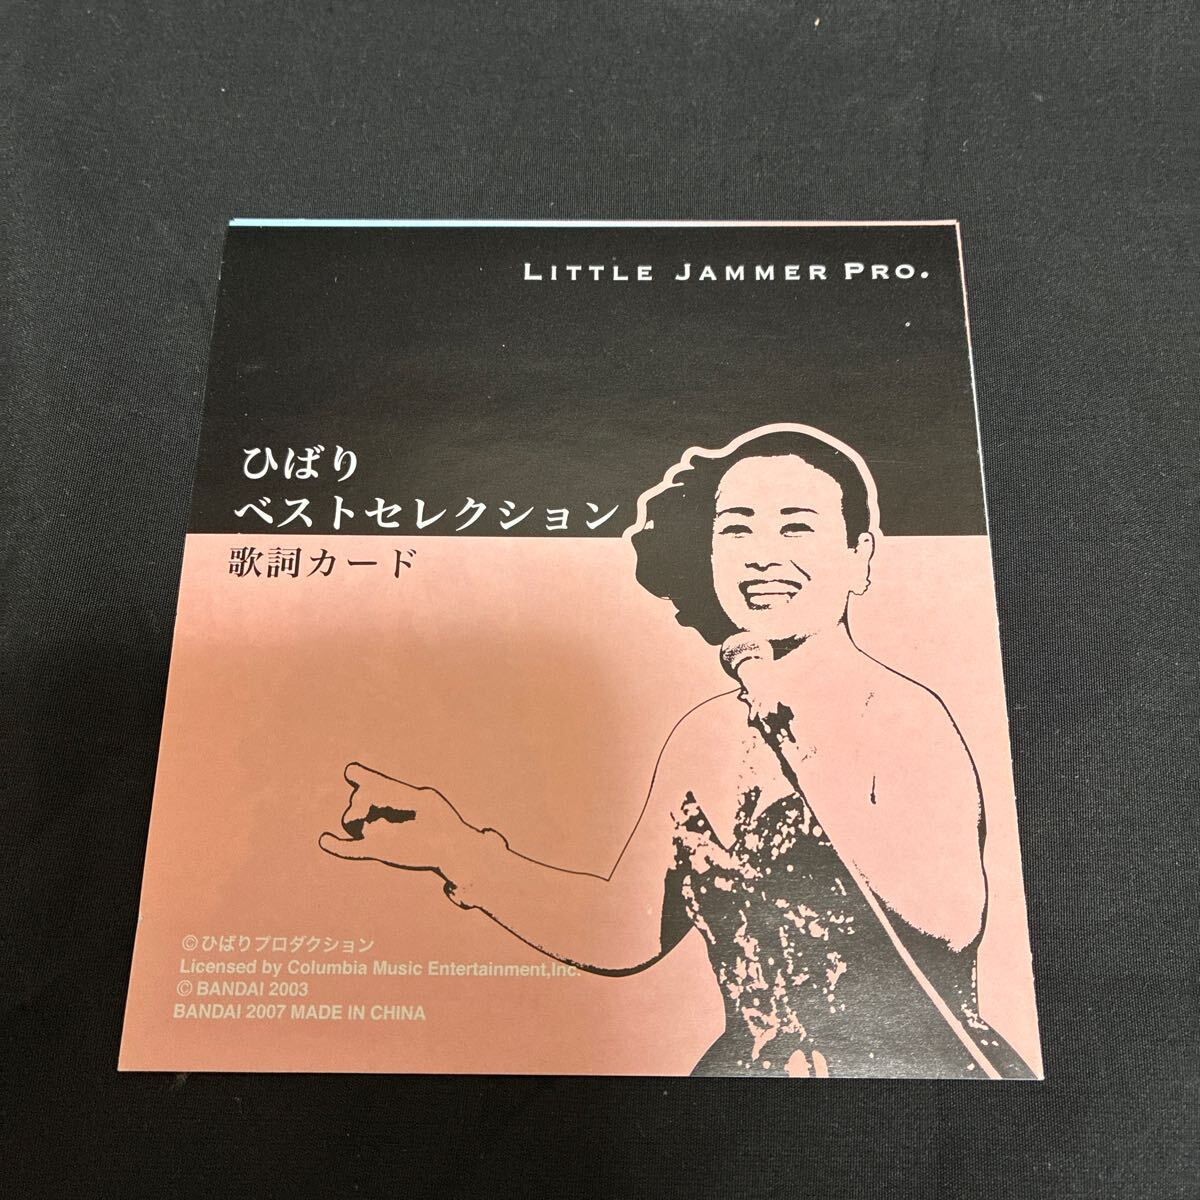 LITTLE JAMMER PRO.
ひばり
ベストセレクション
歌詞カード
©ひばりプロダクション
Licensed by Columbia Music Entertainment,Inc.
© BANDAI 2003
BANDAI 2007 MADE IN CHINA